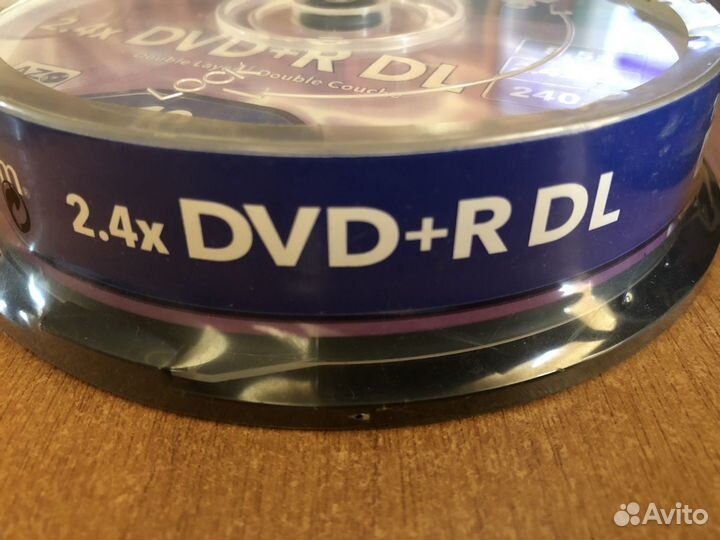 2.4x DVD+R DL
Double Layer / Double Couche
240
m.
2.4x DVD+R DL
Avito